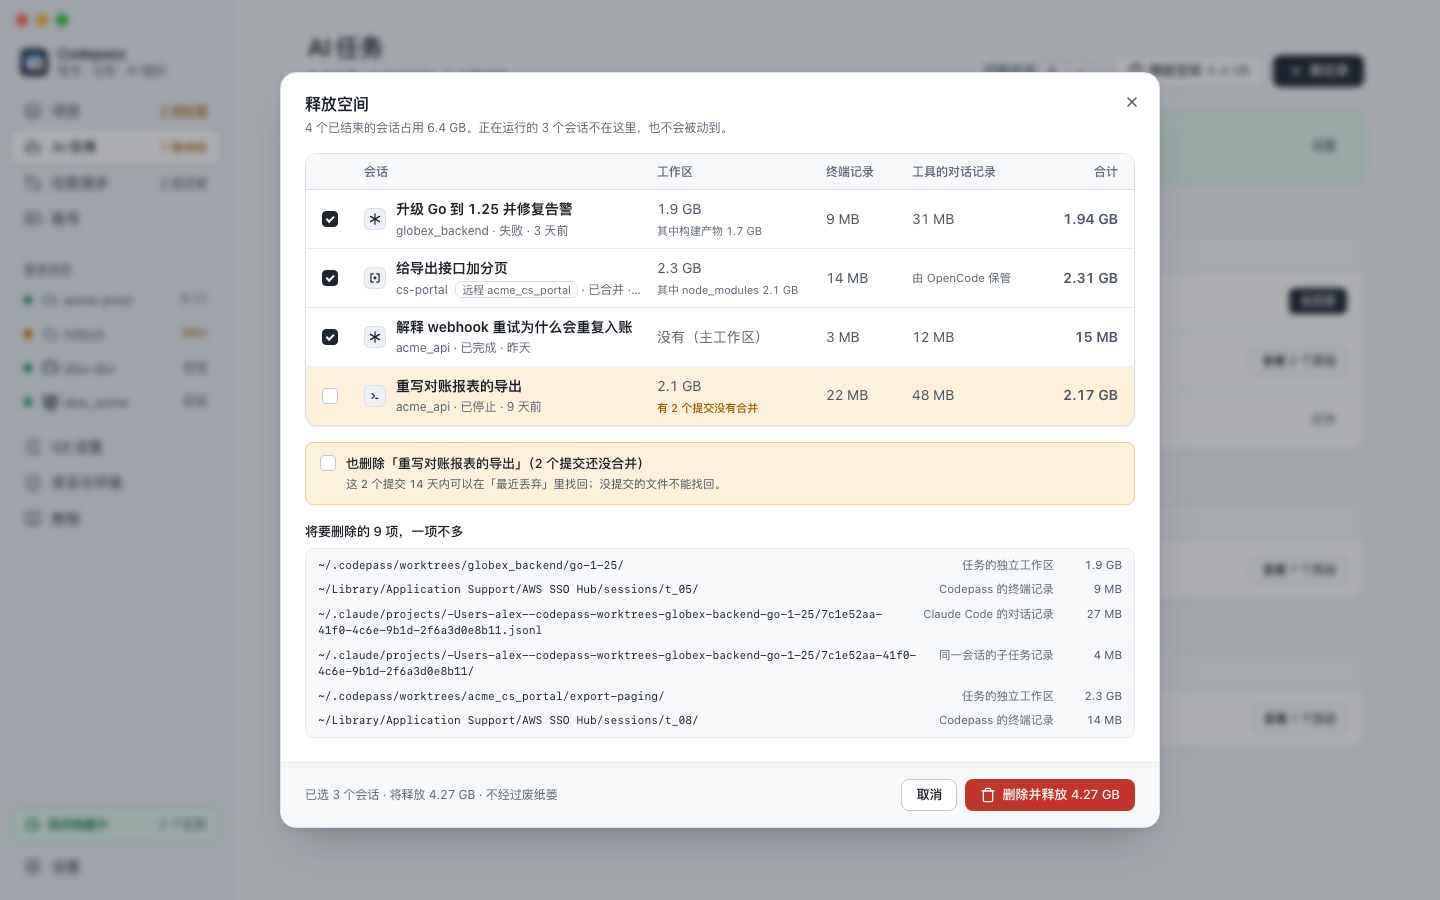 Codepass
AI 任务
AI 任务
释放空间
4 个已结束的会话占用 6.4 GB。正在运行的 3 个会话不在这里，也不会被动到。
会话 工作区 终端记录 工具的对话记录 合计
升级 Go 到 1.25 并修复告警
globex_backend · 失败 · 3 天前
1.9 GB
其中构建产物 1.7 GB
9 MB
31 MB
1.94 GB
给导出接口加分页
cs-portal 远程 acme_cs_portal · 已合并 ·…
2.3 GB
其中 node_modules 2.1 GB
14 MB
由 OpenCode 保管
2.31 GB
解释 webhook 重试为什么会重复入账
acme_api · 已完成 · 昨天
没有（主工作区）
3 MB
12 MB
15 MB
重写对账报表的导出
acme_api · 已停止 · 9 天前
2.1 GB
有 2 个提交没有合并
22 MB
48 MB
2.17 GB
也删除「重写对账报表的导出」（2 个提交还没合并）
这 2 个提交 14 天内可以在「最近丢弃」里找回；没提交的文件不能找回。
将要删除的 9 项，一项不多
~/.codepass/worktrees/globex_backend/go-1-25/ 任务的独立工作区 1.9 GB
~/Library/Application Support/AWS SSO Hub/sessions/t_05/ Codepass 的终端记录 9 MB
~/.claude/projects/-Users-alex--codepass-worktrees-globex-backend-go-1-25/7c1e52aa- Claude Code 的对话记录 27 MB
41f0-4c6e-9b1d-2f6a3d0e8b11.jsonl
~/.claude/projects/-Users-alex--codepass-worktrees-globex-backend-go-1-25/7c1e52aa-41f0- 同一会话的子任务记录 4 MB
4c6e-9b1d-2f6a3d0e8b11/
~/.codepass/worktrees/acme_cs_portal/export-paging/ 任务的独立工作区 2.3 GB
~/Library/Application Support/AWS SSO Hub/sessions/t_08/ Codepass 的终端记录 14 MB
已选 3 个会话 · 将释放 4.27 GB · 不经过废纸篓
取消
删除并释放 4.27 GB